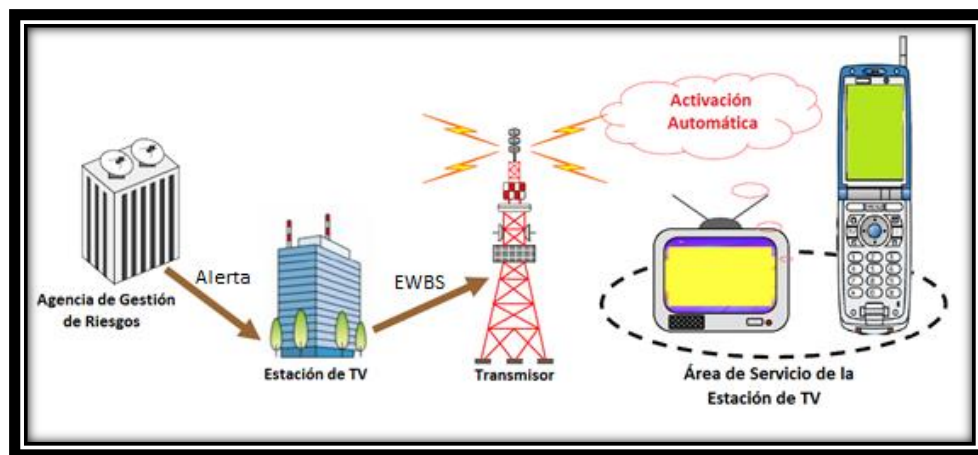 Activación
Automática
Alerta
EWBS
Agencia de Gestión
de Riesgos
Estación de TV
Transmisor
Área de Servicio de la
Estación de TV